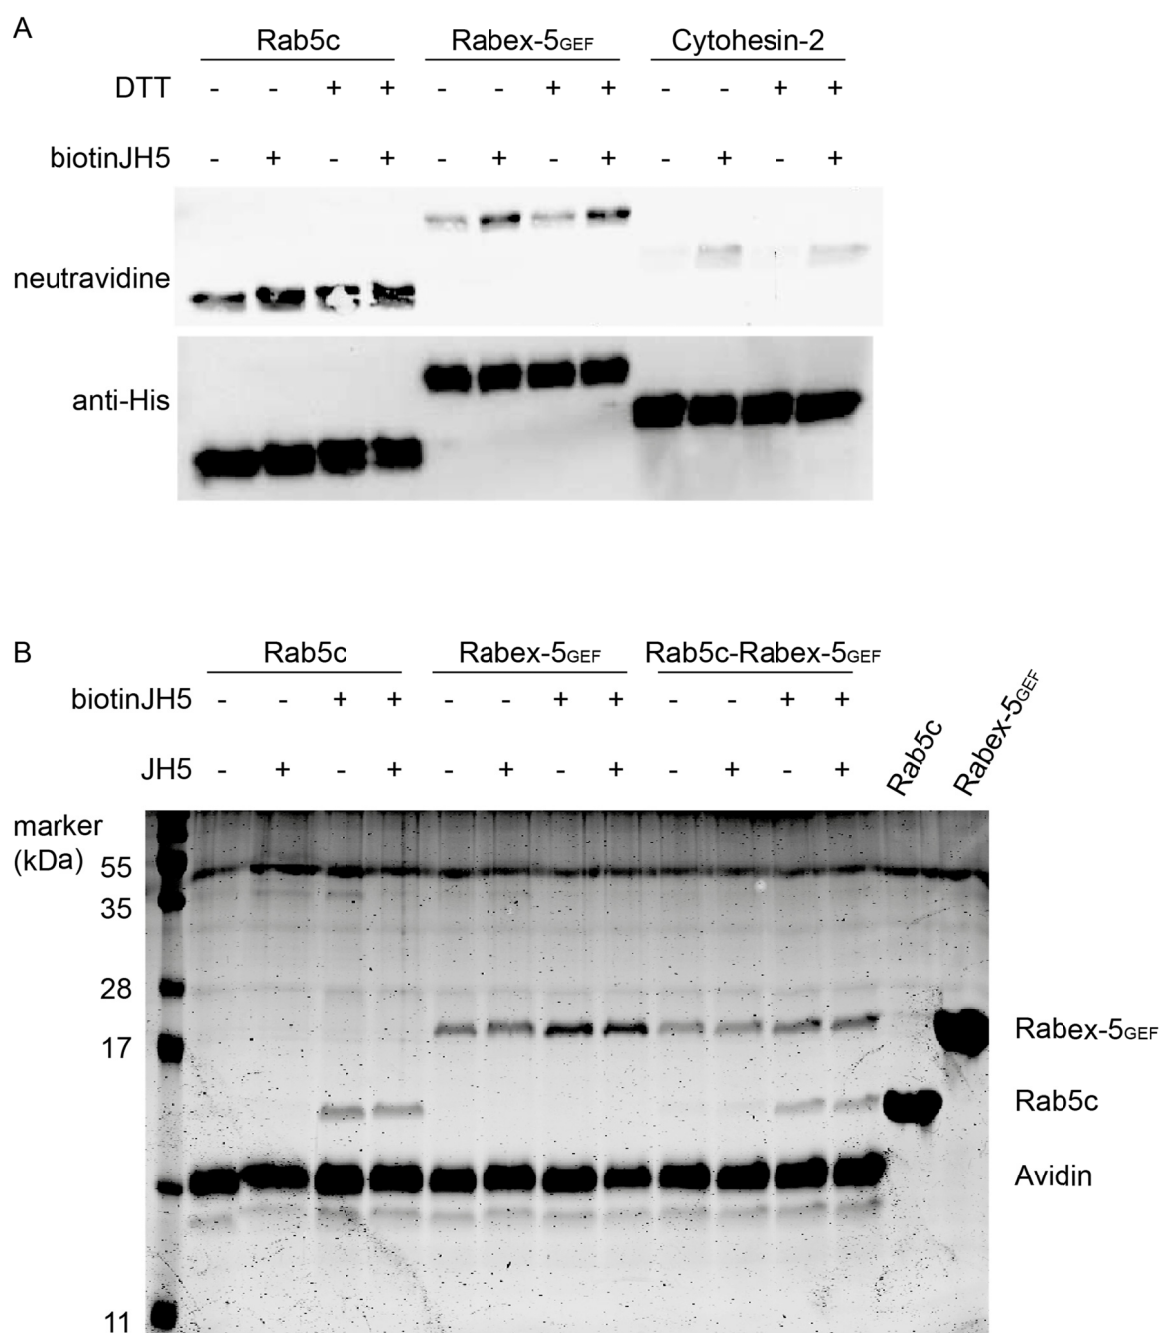 A
Rab5c Rabex-5GEF Cytohesin-2
DTT - - + + - - + + - - + +
biotinJH5 - + - + - + - + - + - +
neutravidine
anti-His
B
Rab5c Rabex-5GEF Rab5c-Rabex-5GEF
biotinJH5 - - + + - - + + - - + +
JH5 - + - + - + - + - + - +
Rab5c Rabex-5GEF
marker
(kDa)
55
35
28
17
11
Rabex-5GEF
Rab5c
Avidin